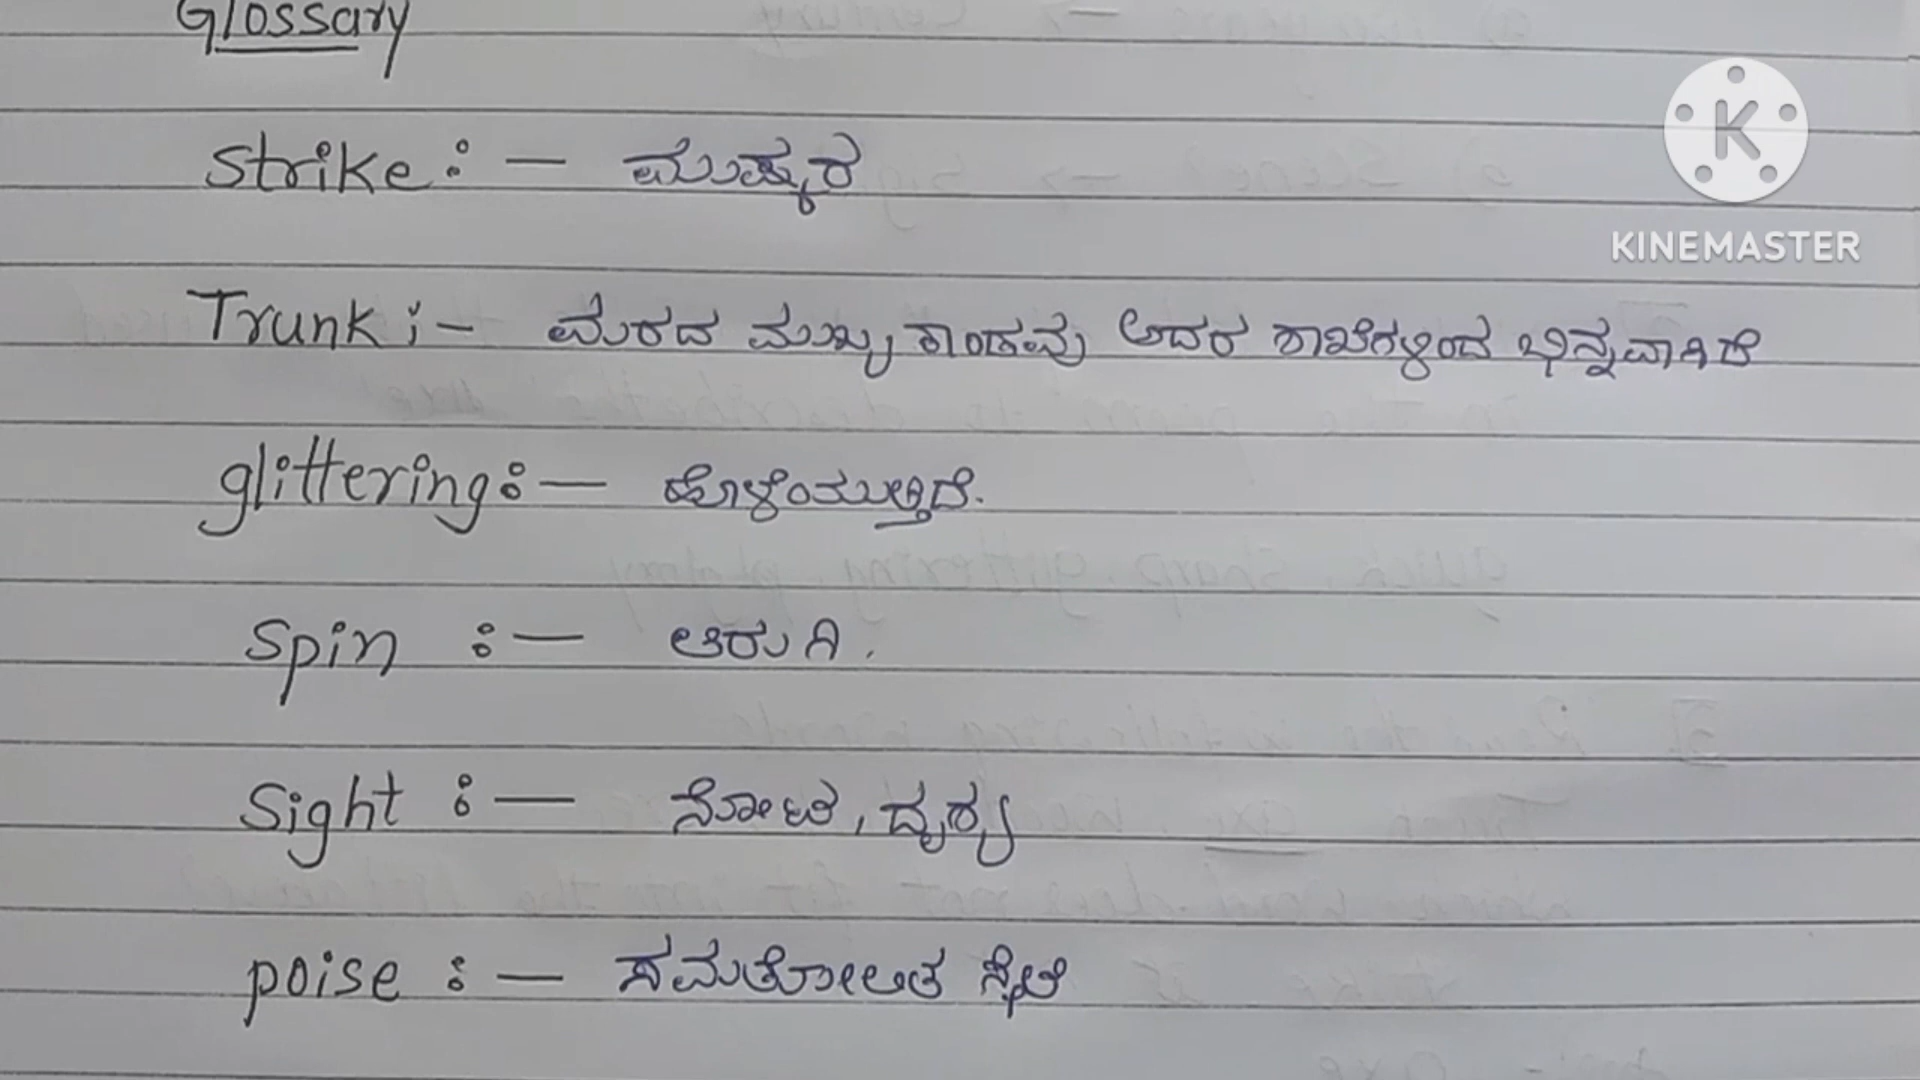 Glossary
Strike :- ಮುಷ್ಕರ
Trunk :- ಮರದ ಮುಖ್ಯ ಕಾಂಡವು ಅದರ ಶಾಖೆಗಳಿಂದ ಭಿನ್ನವಾಗಿದೆ
glittering :- ಹೊಳೆಯುತ್ತಿದೆ.
Spin :- ತಿರುಗಿ.
Sight :- ನೋಟ, ದೃಶ್ಯ
poise :- ಸಮತೋಲಿತ ಸ್ಥಿತಿ
KINEMASTER